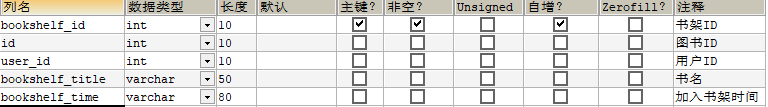 列名 数据类型 长度 默认 主键? 非空? Unsigned 自增? Zerofill? 注释
bookshelf_id int 10 书架ID
id int 10 图书ID
user_id int 10 用户ID
bookshelf_title varchar 50 书名
bookshelf_time varchar 80 加入书架时间